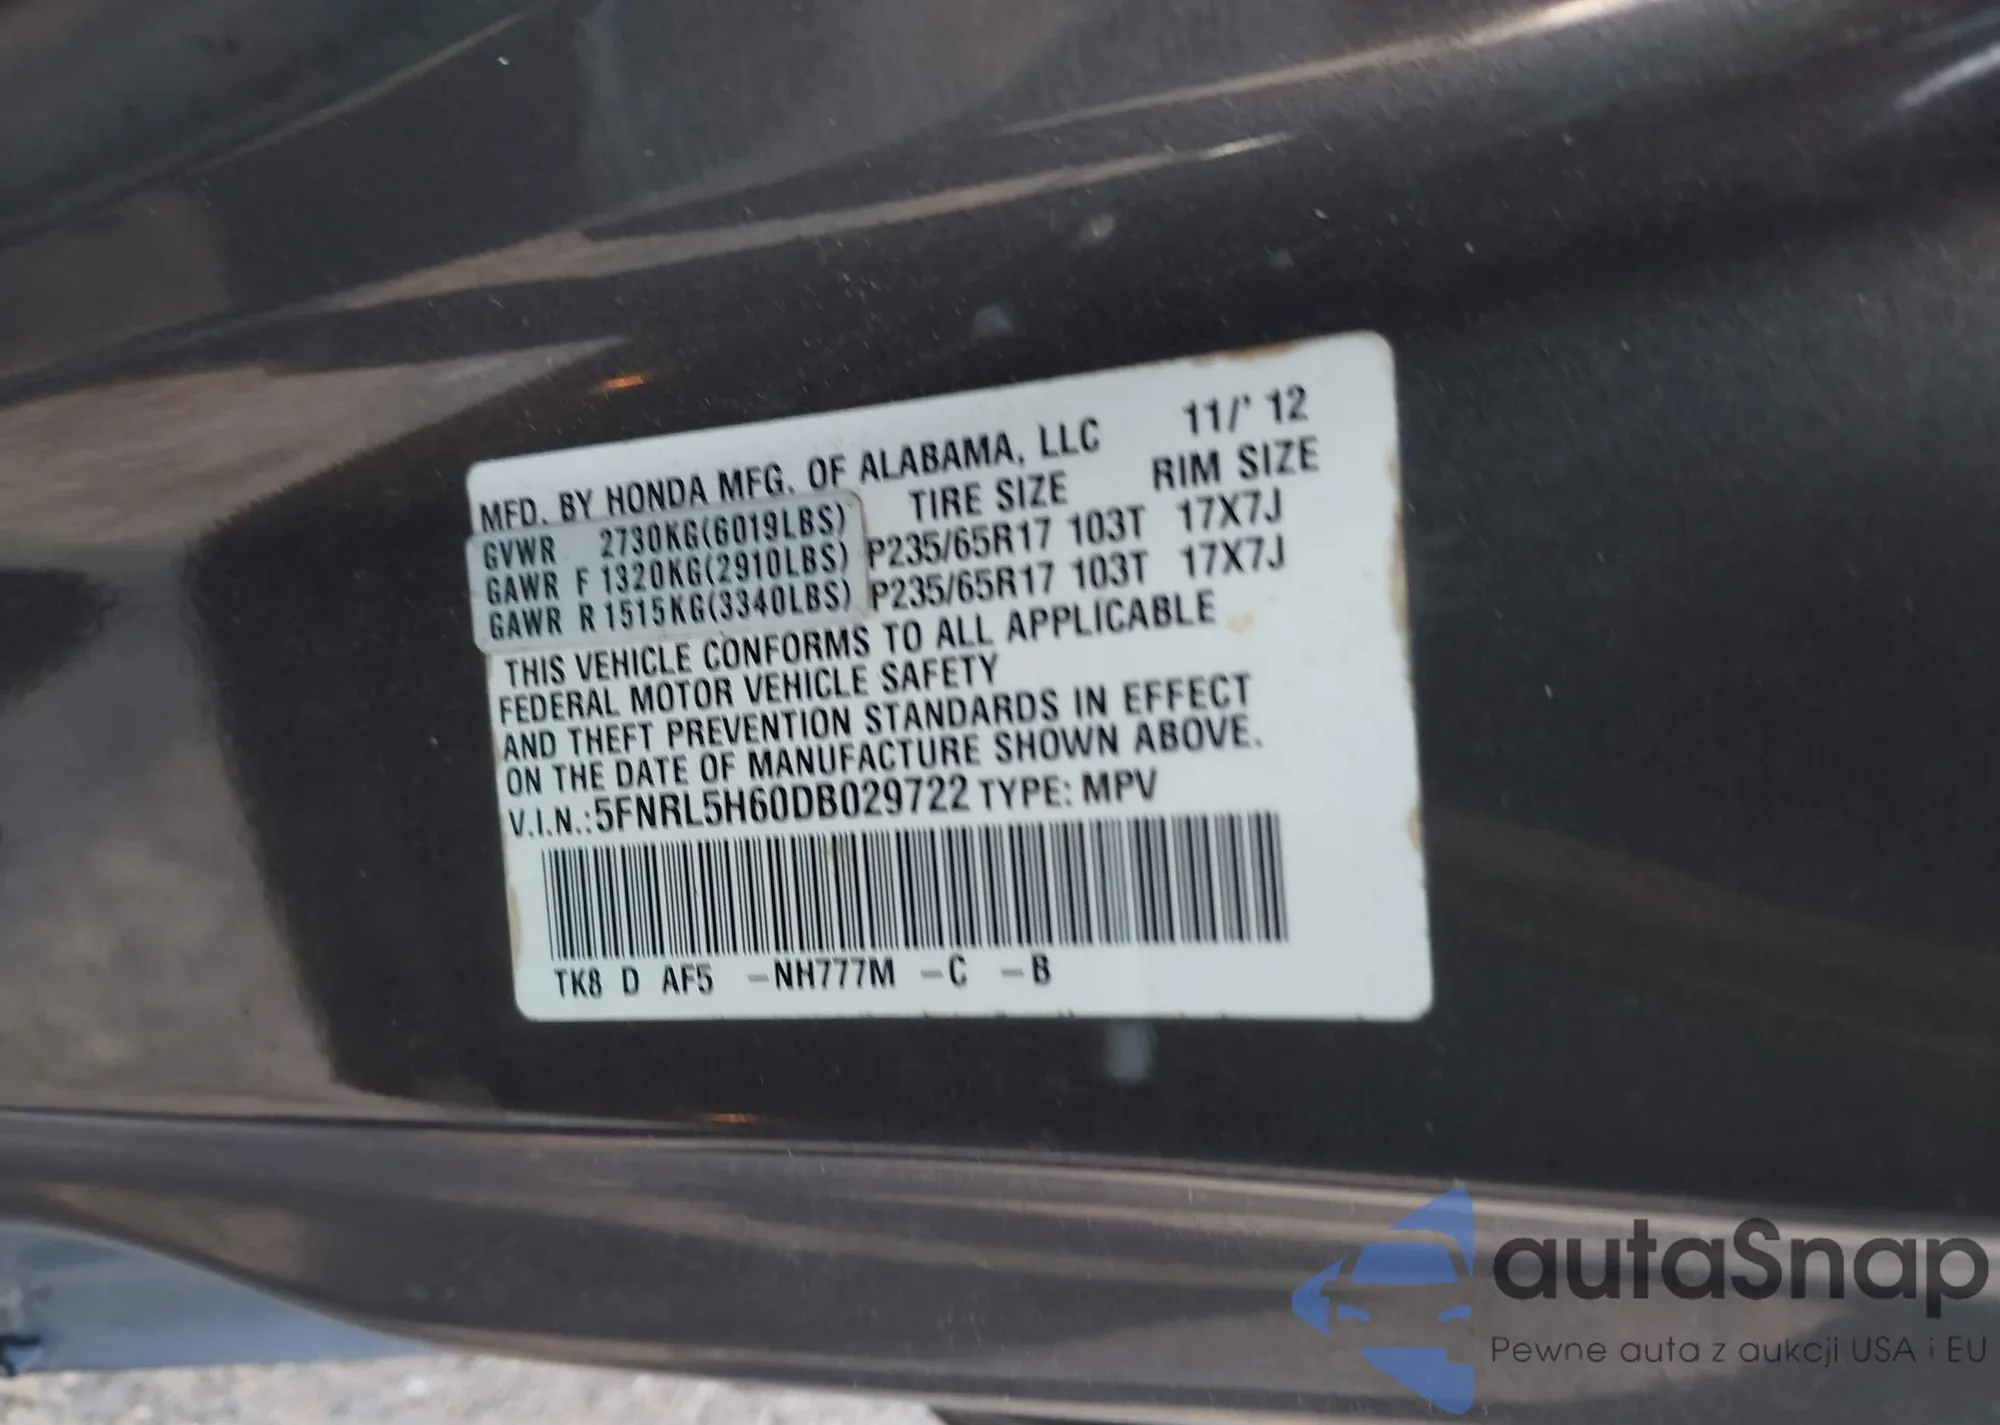 MFD. BY HONDA MFG. OF ALABAMA, LLC 11/' 12
TIRE SIZE RIM SIZE
GVWR 2730KG(6019LBS)
GAWR F 1320KG(2910LBS) P235/65R17 103T 17X7J
GAWR R 1515KG(3340LBS) P235/65R17 103T 17X7J
THIS VEHICLE CONFORMS TO ALL APPLICABLE
FEDERAL MOTOR VEHICLE SAFETY
AND THEFT PREVENTION STANDARDS IN EFFECT
ON THE DATE OF MANUFACTURE SHOWN ABOVE.
V.I.N.: 5FNRL5H60DB029722 TYPE: MPV
TK8 D AF5 -NH777M -C -B
autaSnap
Pewne auta z aukcji USA i EU